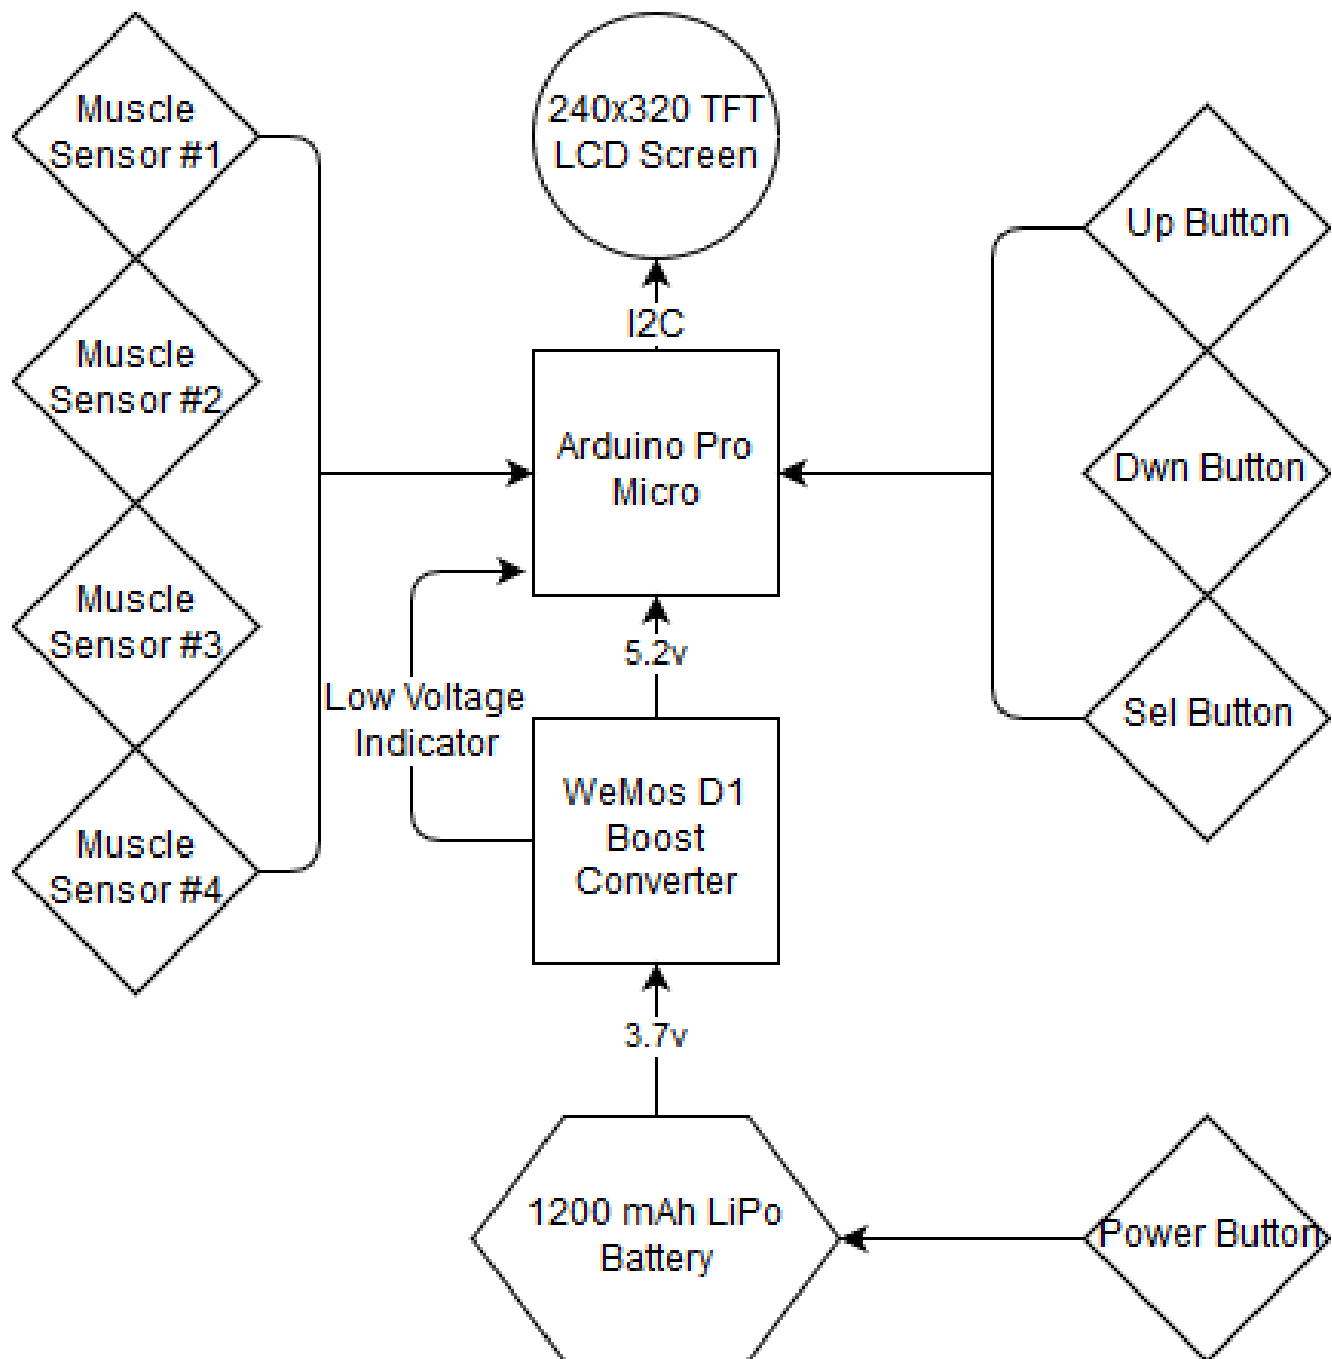 Muscle
Sensor #1
240x320 TFT
LCD Screen
Up Button
I2C
Muscle
Sensor #2
Arduino Pro
Micro
Dwn Button
Muscle
Sensor #3
5.2v
Low Voltage
Indicator
Sel Button
WeMos D1
Boost
Converter
Muscle
Sensor #4
3.7v
1200 mAh LiPo
Battery
Power Button